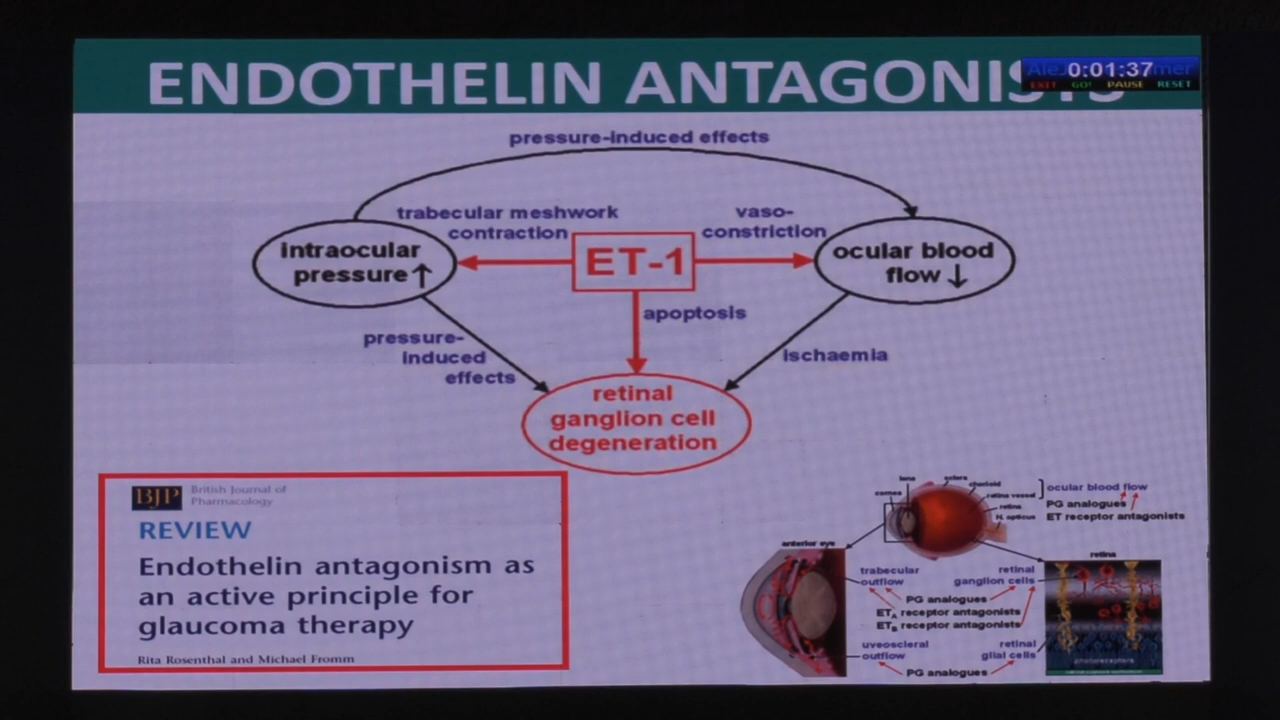 ENDOTHELIN ANTAGONISTS
0:01:37
EXIT GO! PAUSE RESET
pressure-induced effects
trabecular meshwork
contraction
vaso-
constriction
intraocular
pressure↑
ET-1
ocular blood
flow↓
apoptosis
pressure-
induced
effects
ischaemia
retinal
ganglion cell
degeneration
BJP British Journal of
Pharmacology
REVIEW
Endothelin antagonism as
an active principle for
glaucoma therapy
Rita Rosenthal and Michael Fromm
lens
sclera
choroid
cornea
retina vessel
retina
N. opticus
ocular blood flow
PG analogues
ET receptor antagonists
anterior eye
retina
trabecular
outflow
retinal
ganglion cells
PG analogues
ETA receptor antagonists
ETB receptor antagonists
uveoscleral
outflow
retinal
glial cells
PG analogues
photoreceptors